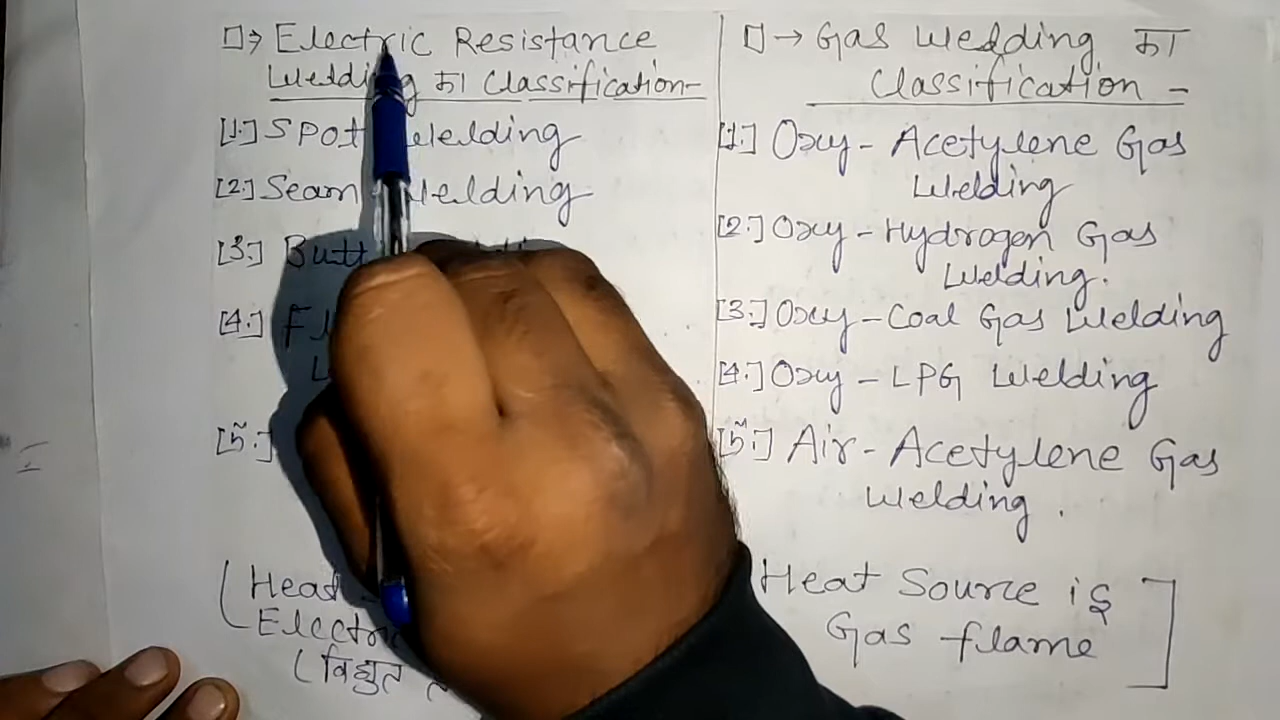 □→ Electric Resistance
Welding का Classification-
[1.] Spot Welding
[2.] Seam Welding
[3.] Butt
[4.]
[5.]
Heat
(विद्युत
□→ Gas Welding का
Classification -
[1.] Oxy-Acetylene Gas
Welding
[2.] Oxy-Hydrogen Gas
Welding.
[3.] Oxy-Coal Gas Welding
[4.] Oxy-LPG Welding
[5.] Air-Acetylene Gas
Welding.
Heat Source is
Gas flame]